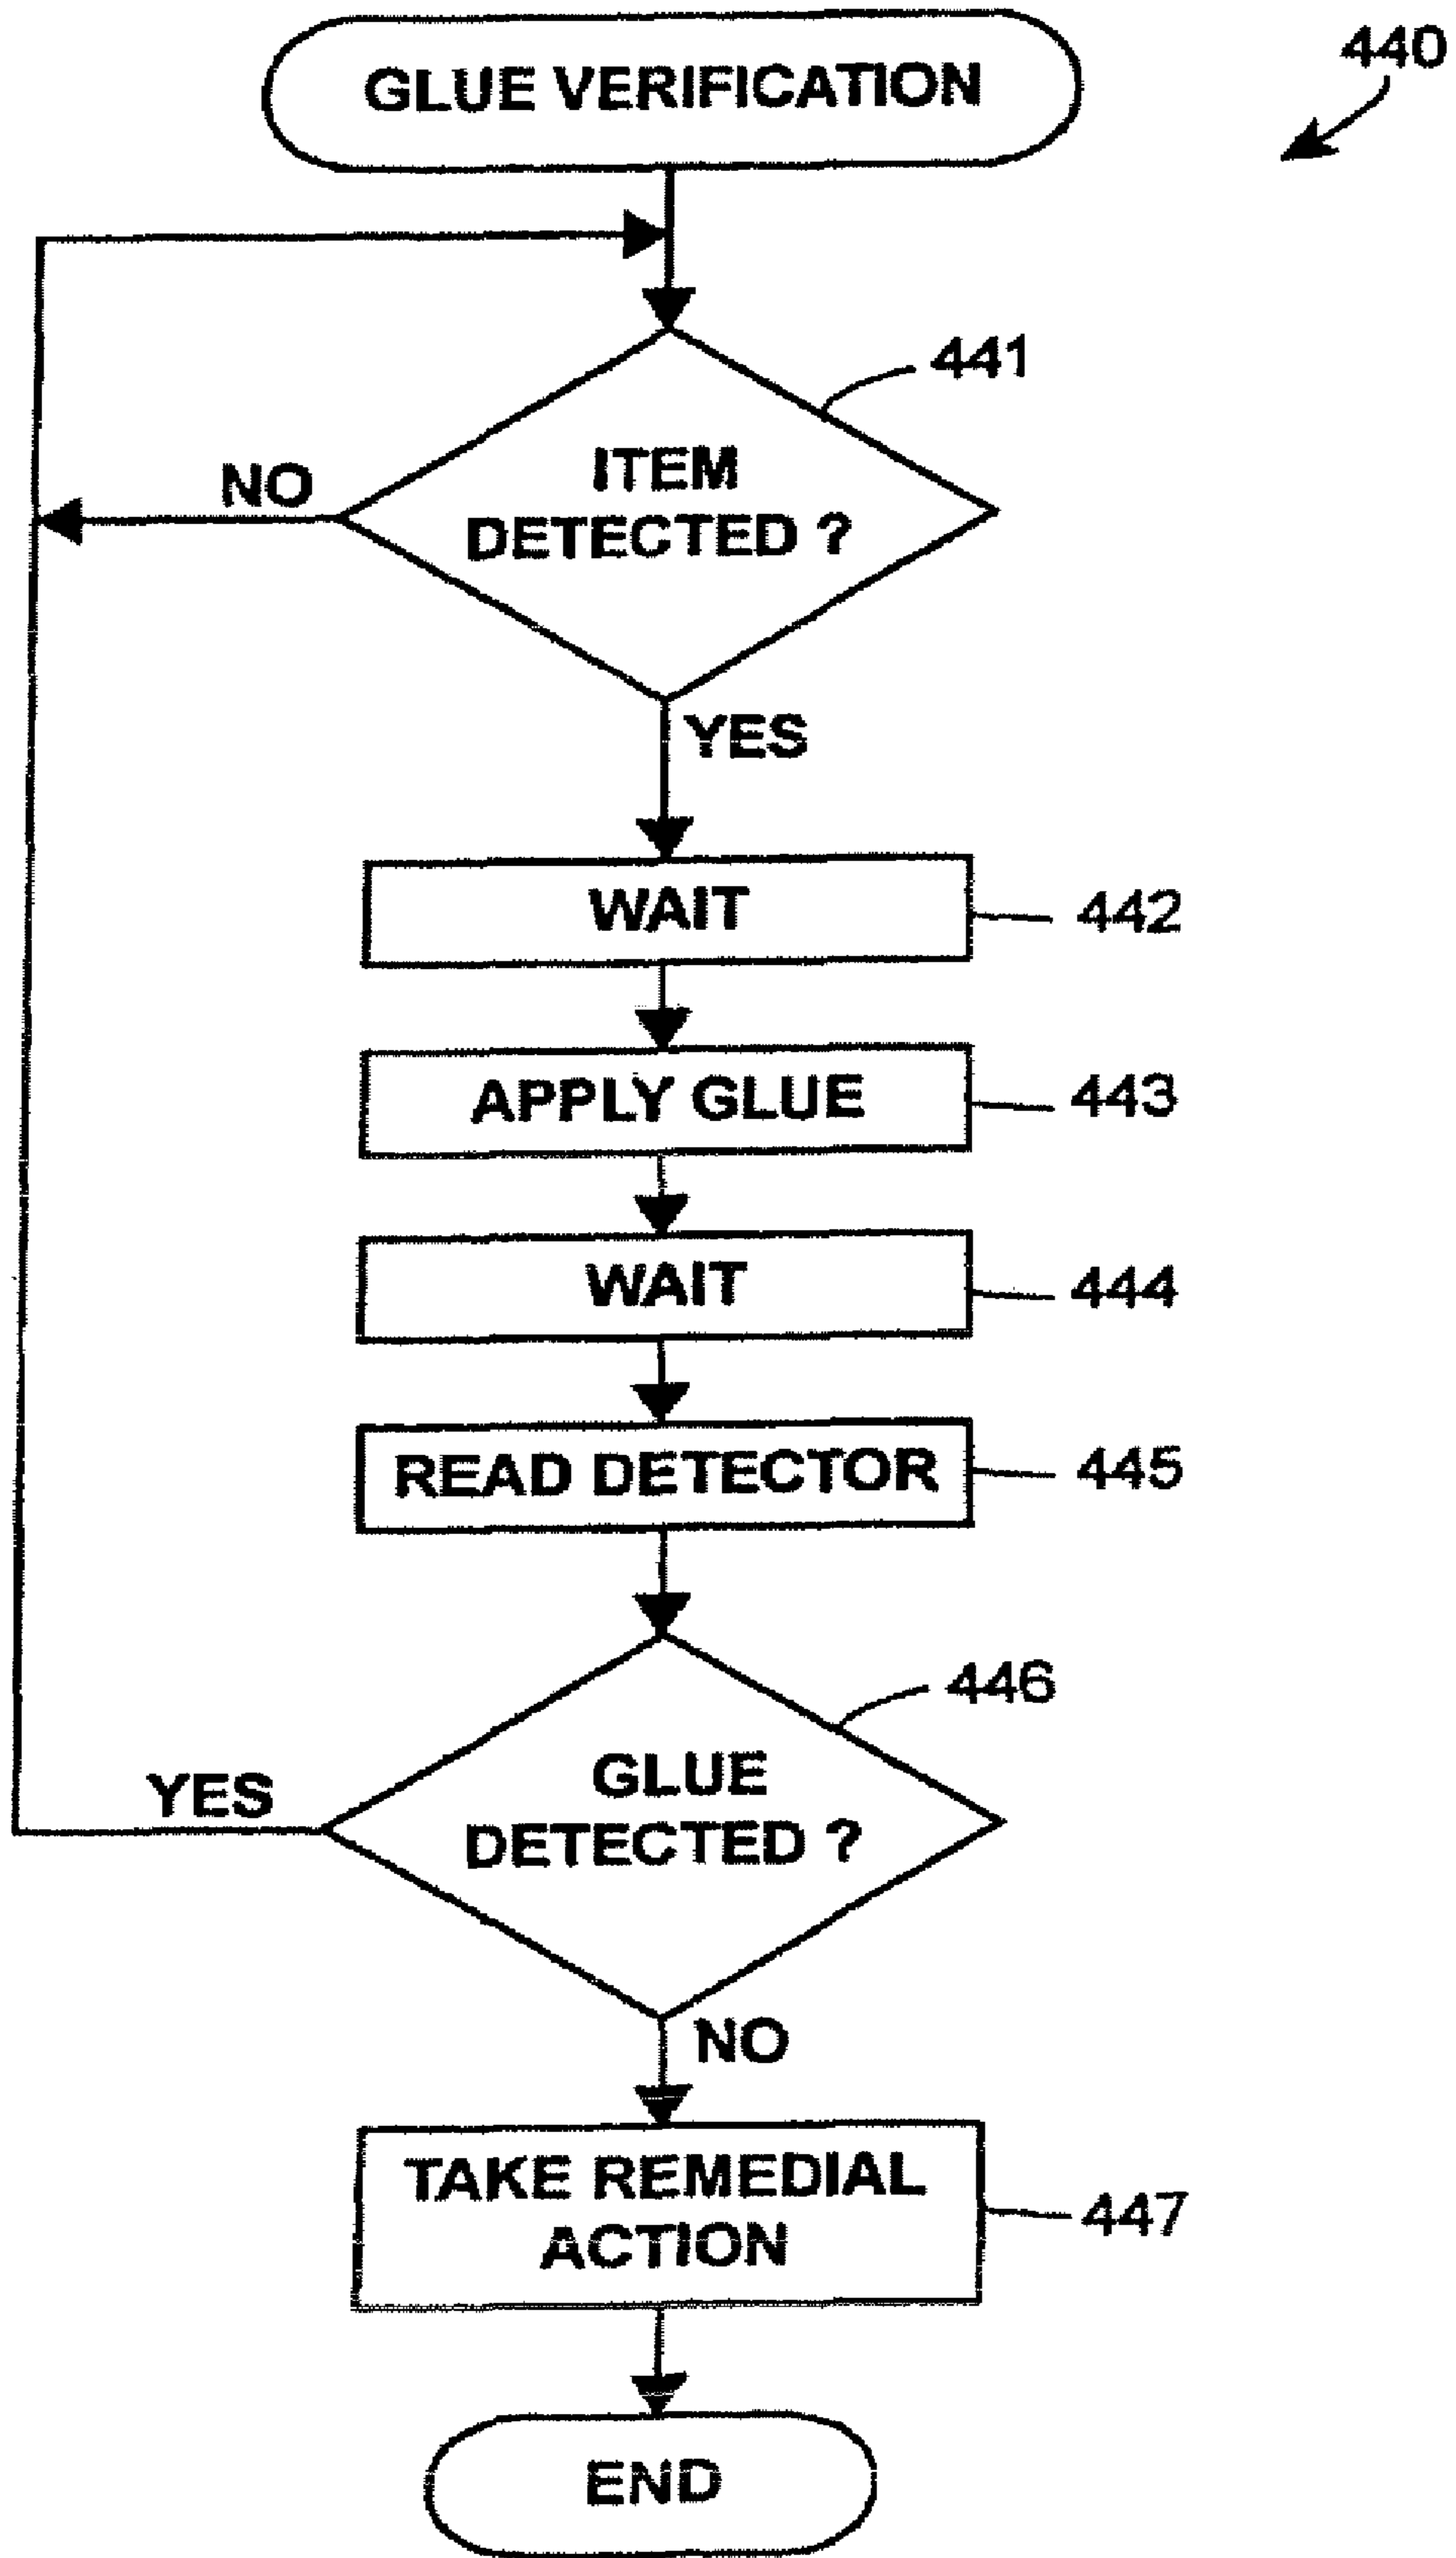 GLUE VERIFICATION
440
441
ITEM
DETECTED ?
NO
YES
WAIT
442
APPLY GLUE
443
WAIT
444
READ DETECTOR
445
446
GLUE
DETECTED ?
YES
NO
TAKE REMEDIAL
ACTION
447
END